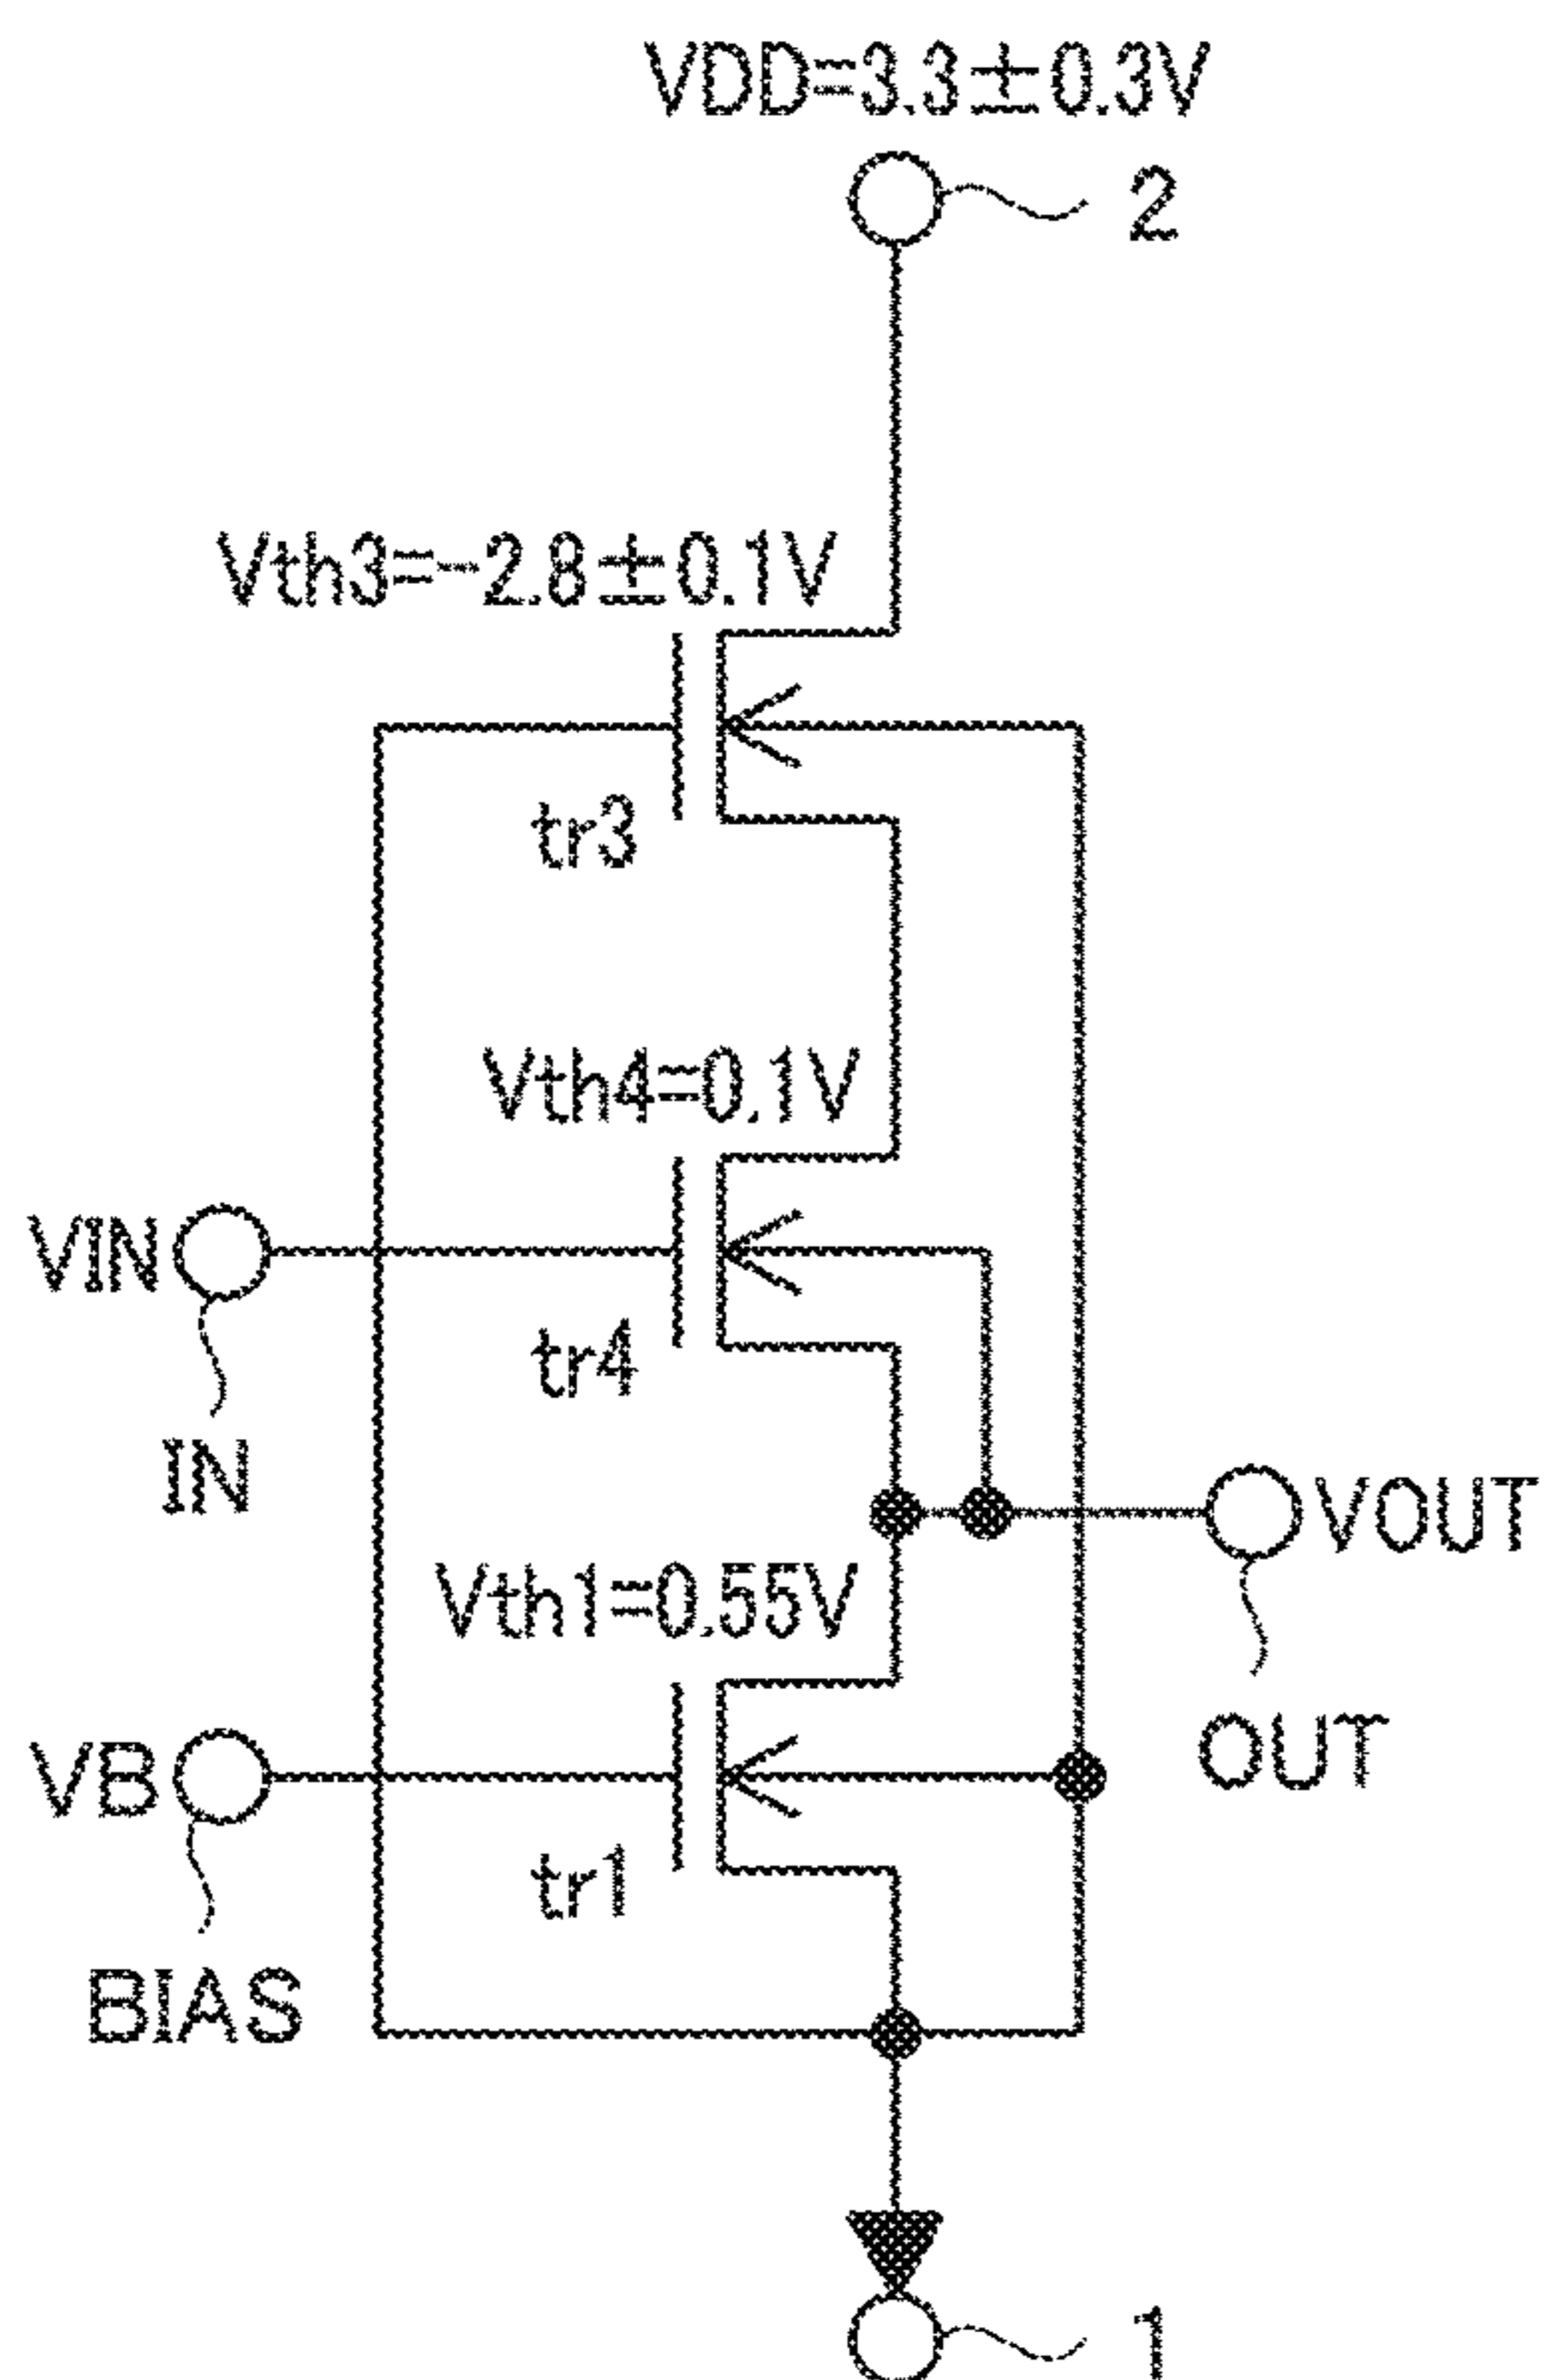 VDD=3.3±0.3V
2
Vth3=-2.8±0.1V
tr3
Vth4=0.1V
VIN
tr4
IN
VOUT
Vth1=0.55V
OUT
VB
tr1
BIAS
1